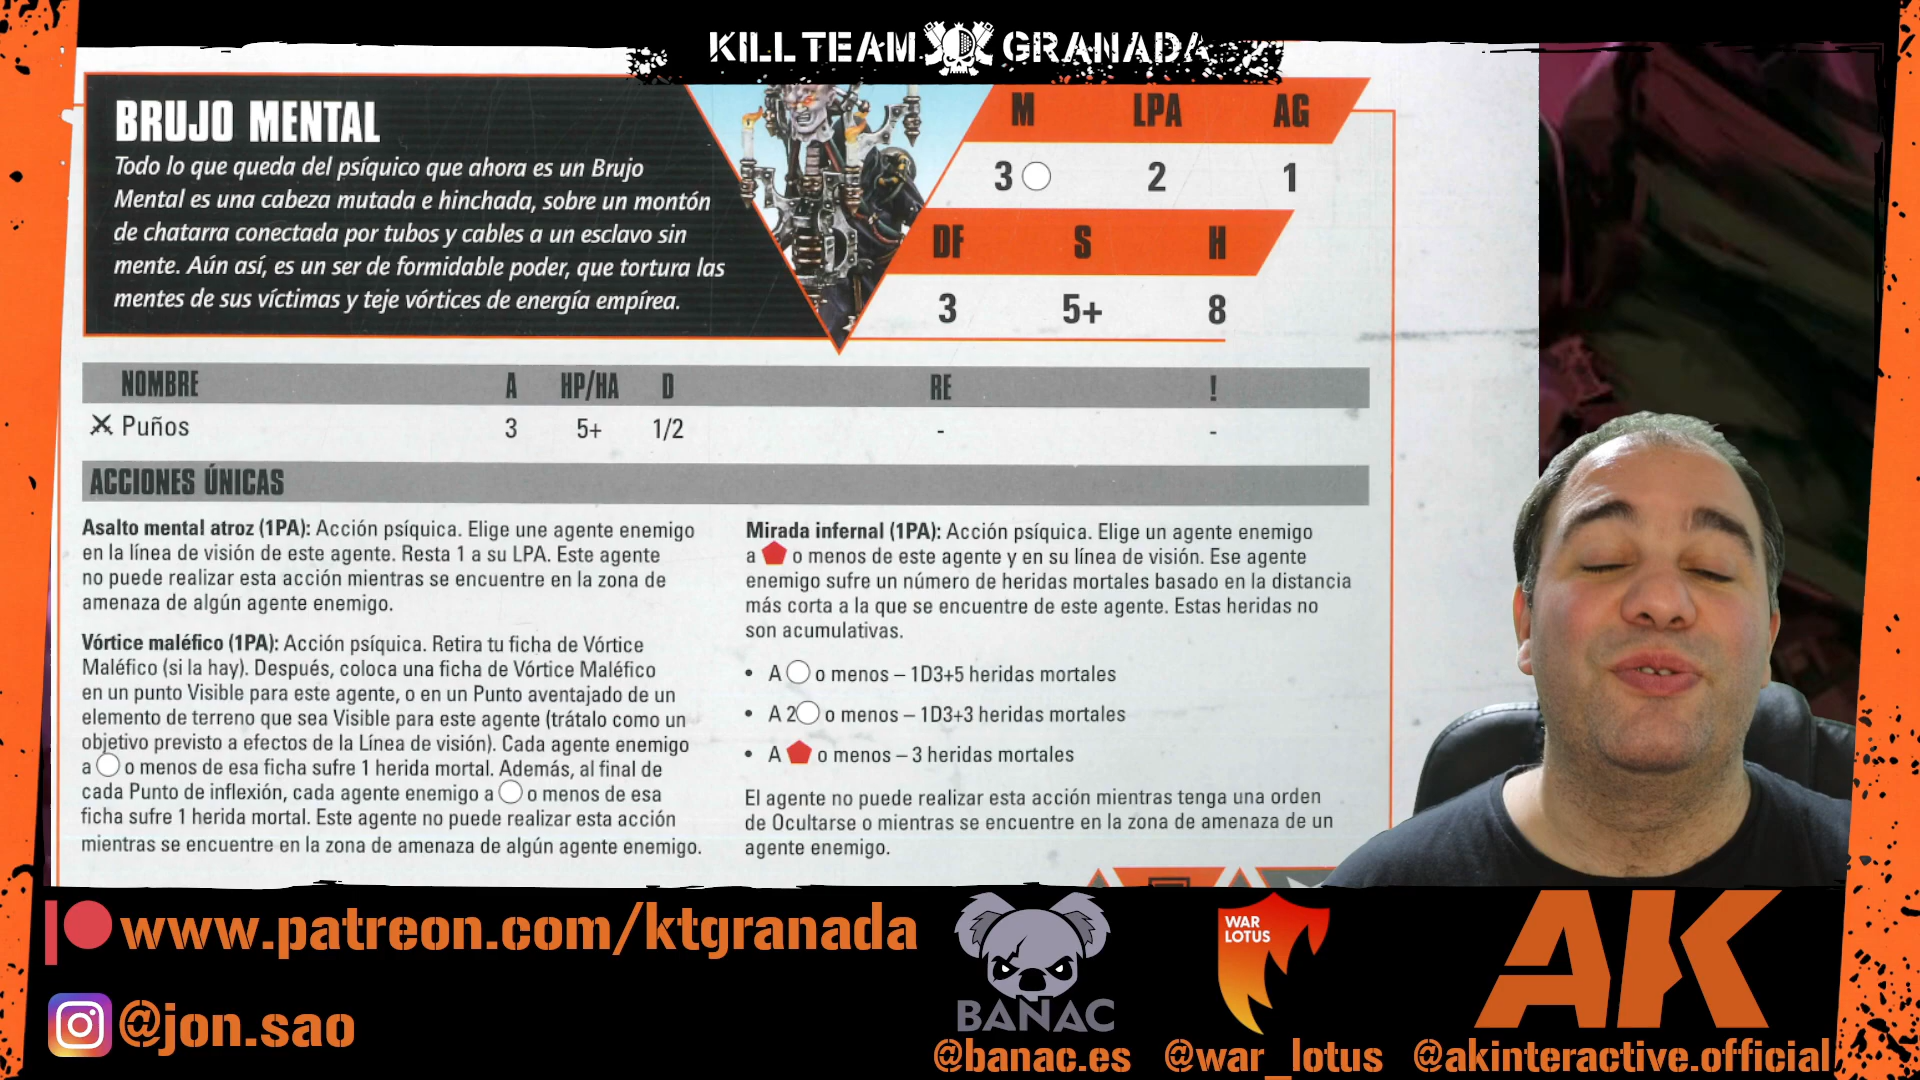 KILL TEAM GRANADA
BRUJO MENTAL
Todo lo que queda del psíquico que ahora es un Brujo
Mental es una cabeza mutada e hinchada, sobre un montón
de chatarra conectada por tubos y cables a un esclavo sin
mente. Aún así, es un ser de formidable poder, que tortura las
mentes de sus víctimas y teje vórtices de energía empírea.
M LPA AG
3 2 1
DF S H
3 5+ 8
NOMBRE A HP/HA D RE !
Puños 3 5+ 1/2 - -
ACCIONES ÚNICAS
Asalto mental atroz (1PA): Acción psíquica. Elige une agente enemigo
en la línea de visión de este agente. Resta 1 a su LPA. Este agente
no puede realizar esta acción mientras se encuentre en la zona de
amenaza de algún agente enemigo.
Vórtice maléfico (1PA): Acción psíquica. Retira tu ficha de Vórtice
Maléfico (si la hay). Después, coloca una ficha de Vórtice Maléfico
en un punto Visible para este agente, o en un Punto aventajado de un
elemento de terreno que sea Visible para este agente (trátalo como un
objetivo previsto a efectos de la Línea de visión). Cada agente enemigo
a o menos de esa ficha sufre 1 herida mortal. Además, al final de
cada Punto de inflexión, cada agente enemigo a o menos de esa
ficha sufre 1 herida mortal. Este agente no puede realizar esta acción
mientras se encuentre en la zona de amenaza de algún agente enemigo.
Mirada infernal (1PA): Acción psíquica. Elige un agente enemigo
a o menos de este agente y en su línea de visión. Ese agente
enemigo sufre un número de heridas mortales basado en la distancia
más corta a la que se encuentre de este agente. Estas heridas no
son acumulativas.
• A o menos – 1D3+5 heridas mortales
• A 2 o menos – 1D3+3 heridas mortales
• A o menos – 3 heridas mortales
El agente no puede realizar esta acción mientras tenga una orden
de Ocultarse o mientras se encuentre en la zona de amenaza de un
agente enemigo.
www.patreon.com/ktgranada
@jon.sao
BANAC
@banac.es
WAR
LOTUS
@war_lotus
AK
@akinteractive.official